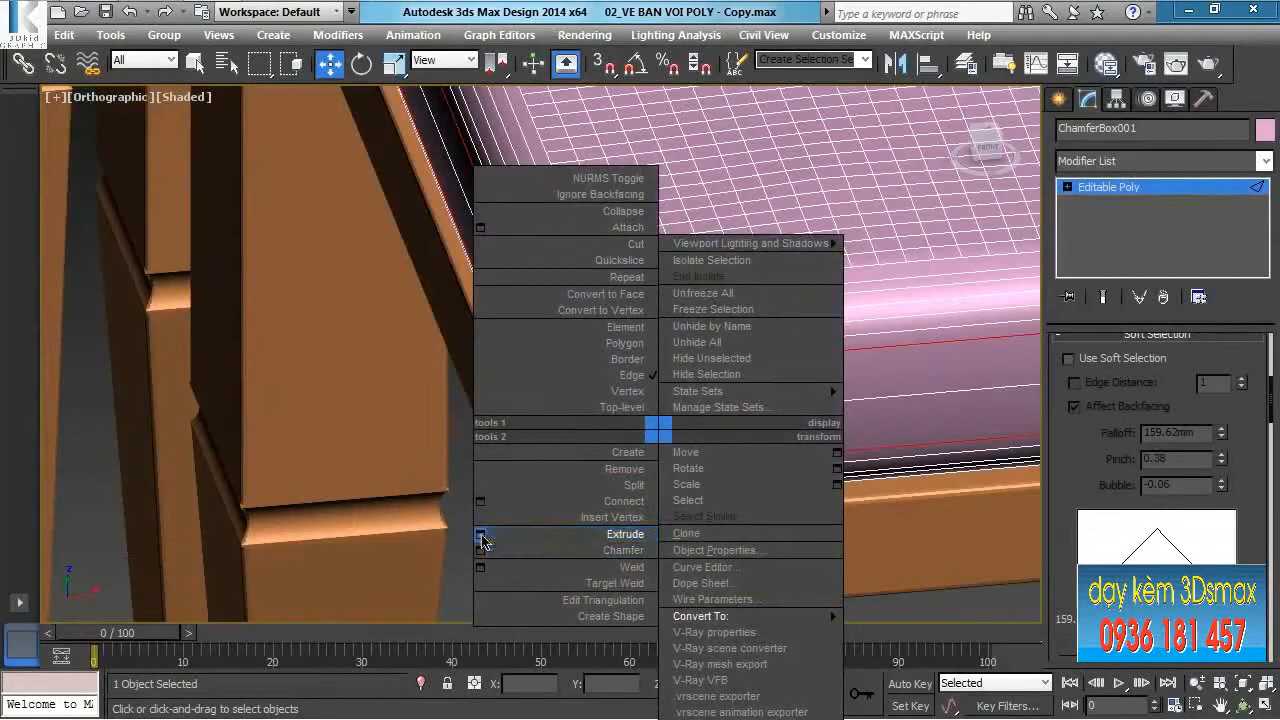 Workspace: Default
Autodesk 3ds Max Design 2014 x64 02_VE BAN VOI POLY - Copy.max
Type a keyword or phrase
3DKID
GRAPHIC
Edit Tools Group Views Create Modifiers Animation Graph Editors Rendering Lighting Analysis Civil View Customize MAXScript Help
All
View
Create Selection Se
[+][Orthographic][Shaded]
FRONT
ChamferBox001
Modifier List
Editable Poly
NURMS Toggle
Ignore Backfacing
Collapse
Attach
Cut
Quickslice
Repeat
Convert to Face
Convert to Vertex
Element
Polygon
Border
Edge
Vertex
Top-level
tools 1
tools 2
Create
Remove
Split
Connect
Insert Vertex
Extrude
Chamfer
Weld
Target Weld
Edit Triangulation
Create Shape
Viewport Lighting and Shadows
Isolate Selection
End Isolate
Unfreeze All
Freeze Selection
Unhide by Name
Unhide All
Hide Unselected
Hide Selection
State Sets
Manage State Sets...
display
transform
Move
Rotate
Scale
Select
Select Similar
Clone
Object Properties...
Curve Editor...
Dope Sheet...
Wire Parameters...
Convert To:
V-Ray properties
V-Ray scene converter
V-Ray mesh export
V-Ray VFB
.vrscene exporter
.vrscene animation exporter
Soft Selection
Use Soft Selection
Edge Distance: 1
Affect Backfacing
Falloff: 159.62mm
Pinch: 0.38
Bubble: -0.06
159.
dạy kèm 3Dsmax
0936 181 457
z
x
0 / 100
0 10 20 30 40 50 60 90 100
1 Object Selected
X: Y:
Auto Key Selected
Welcome to M
Click or click-and-drag to select objects
Set Key Key Filters... 0